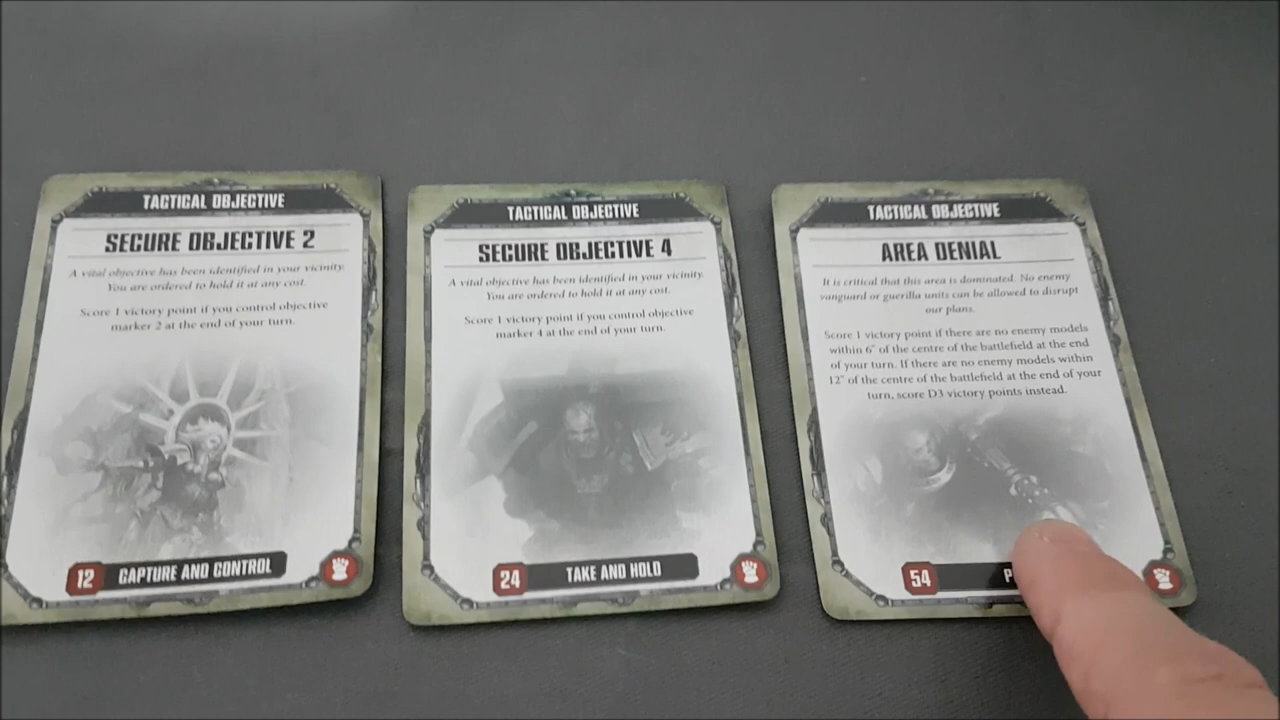 TACTICAL OBJECTIVE
SECURE OBJECTIVE 2
A vital objective has been identified in your vicinity.
You are ordered to hold it at any cost.
Score 1 victory point if you control objective
marker 2 at the end of your turn.
12 CAPTURE AND CONTROL
TACTICAL OBJECTIVE
SECURE OBJECTIVE 4
A vital objective has been identified in your vicinity.
You are ordered to hold it at any cost.
Score 1 victory point if you control objective
marker 4 at the end of your turn.
24 TAKE AND HOLD
TACTICAL OBJECTIVE
AREA DENIAL
It is critical that this area is dominated. No enemy
vanguard or guerilla units can be allowed to disrupt
our plans.
Score 1 victory point if there are no enemy models
within 6" of the centre of the battlefield at the end
of your turn. If there are no enemy models within
12" of the centre of the battlefield at the end of your
turn, score D3 victory points instead.
54